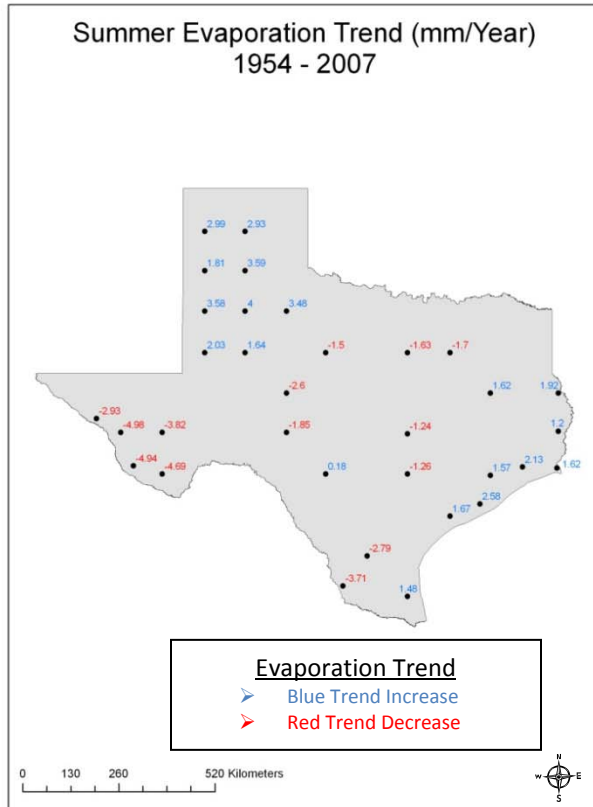 Summer Evaporation Trend (mm/Year)
1954 - 2007
2.99 2.93
1.81 3.59
3.58 4 3.48
2.03 1.64 -1.5 -1.63 -1.7
-2.6 1.62 1.92
-2.93 -4.98 -3.82 -1.85 -1.24 1.2
-4.94 -4.69 0.18 -1.26 1.57 2.13 1.62
1.67 2.58
-2.79
-3.71 1.48
Evaporation Trend
➢ Blue Trend Increase
➢ Red Trend Decrease
0 130 260 520 Kilometers
N
W E
S